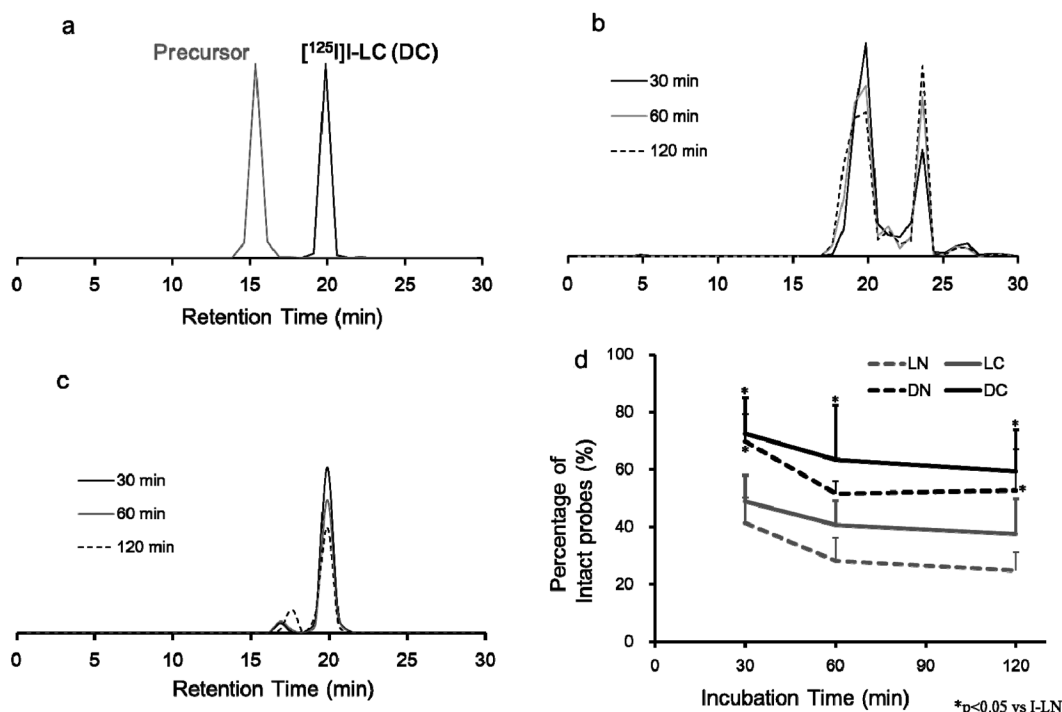 a
Precursor
[¹²⁵I]I-LC (DC)
0 5 10 15 20 25 30
Retention Time (min)
b
30 min
60 min
120 min
0 5 10 15 20 25 30
c
30 min
60 min
120 min
0 5 10 15 20 25 30
Retention Time (min)
d
LN LC
DN DC
Percentage of
Intact probes (%)
100
80
60
40
20
0
* * *
* *
0 30 60 90 120
Incubation Time (min)
*p<0.05 vs I-LN